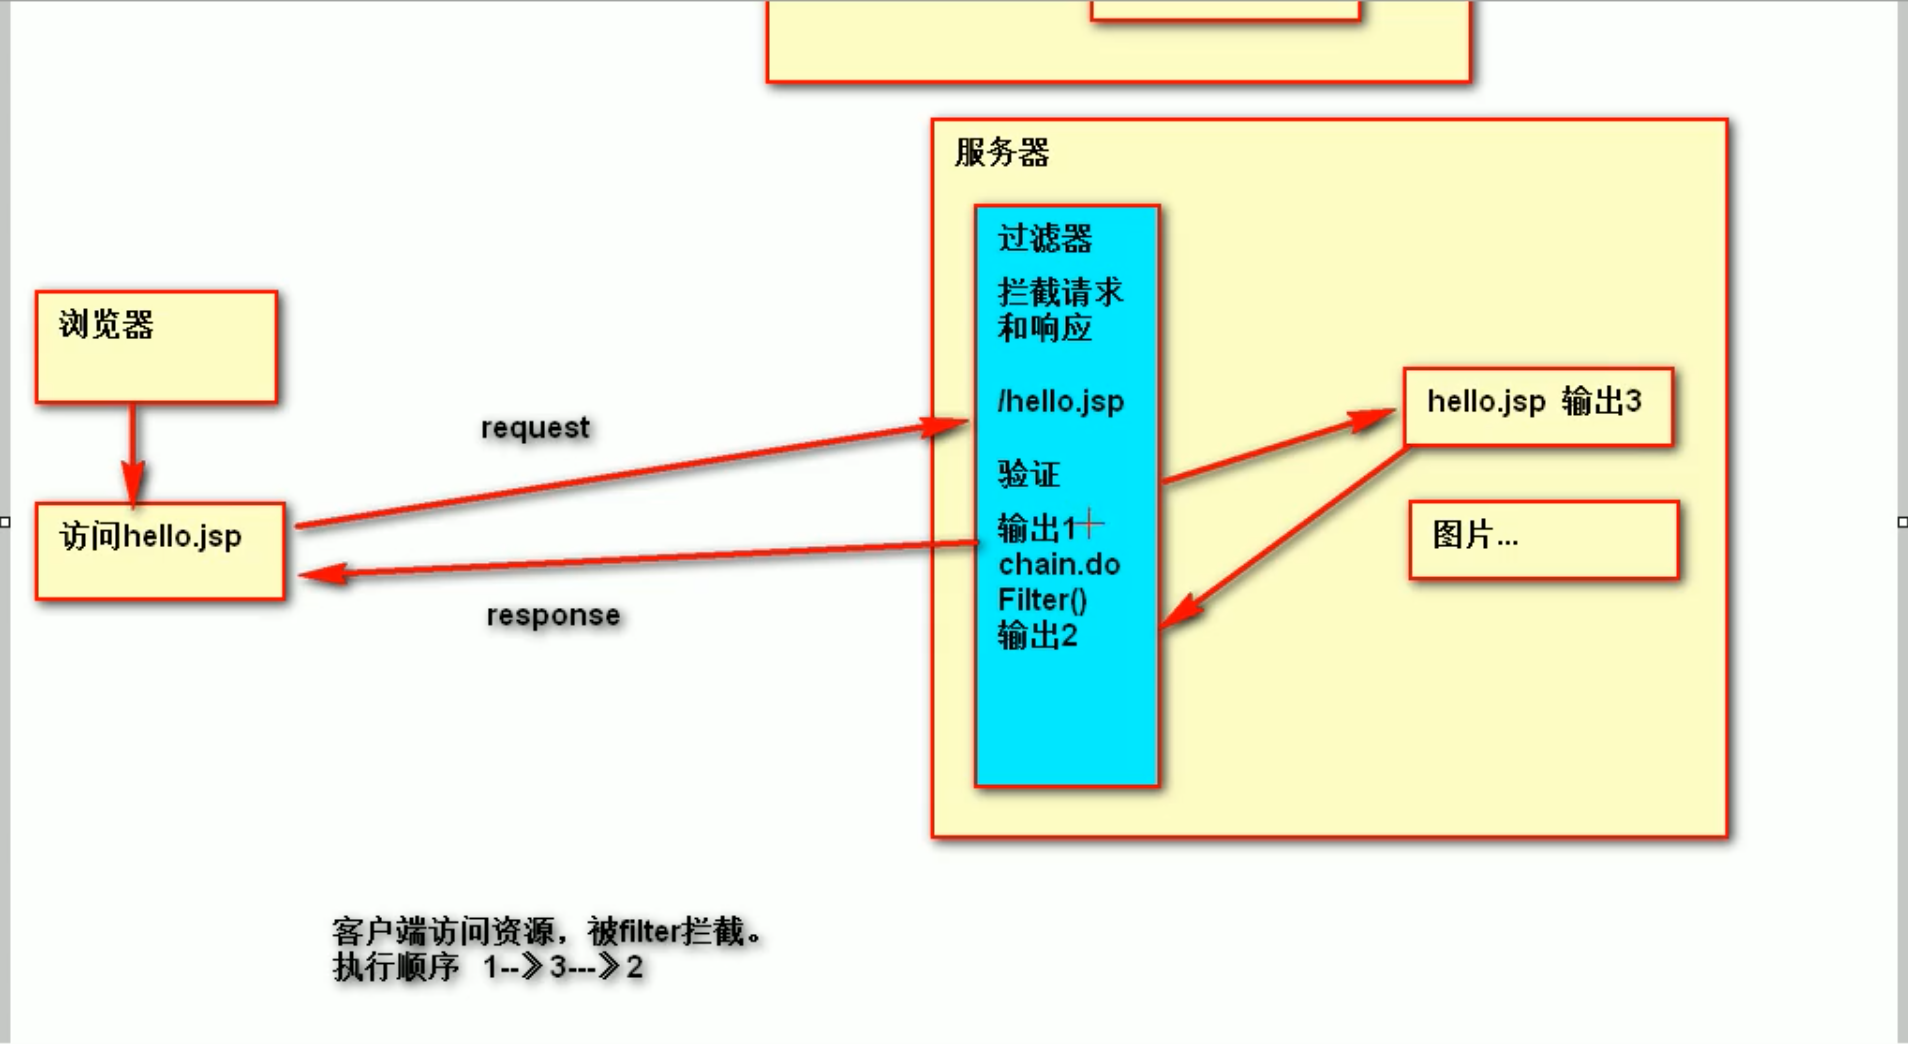 服务器
过滤器
拦截请求
和响应
/hello.jsp
验证
输出1
chain.do
Filter()
输出2
浏览器
访问hello.jsp
request
response
hello.jsp 输出3
图片...
客户端访问资源，被filter拦截。
执行顺序 1--》3---》2